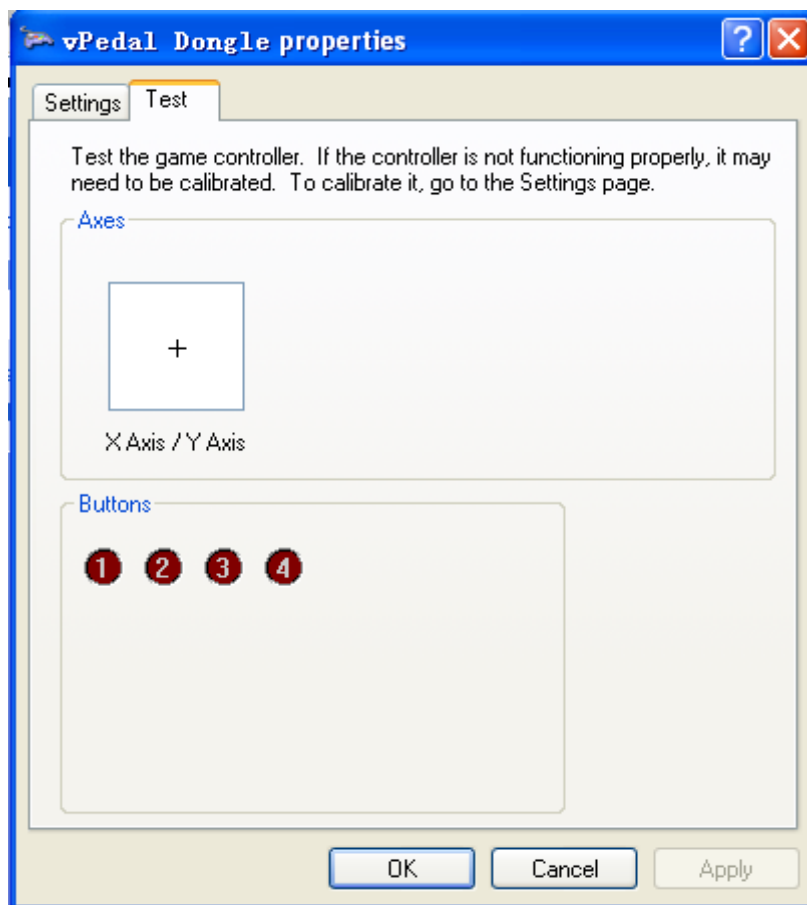 vPedal Dongle properties
Settings Test
Test the game controller.  If the controller is not functioning properly, it may
need to be calibrated.  To calibrate it, go to the Settings page.
Axes
X Axis / Y Axis
Buttons
1 2 3 4
OK Cancel Apply